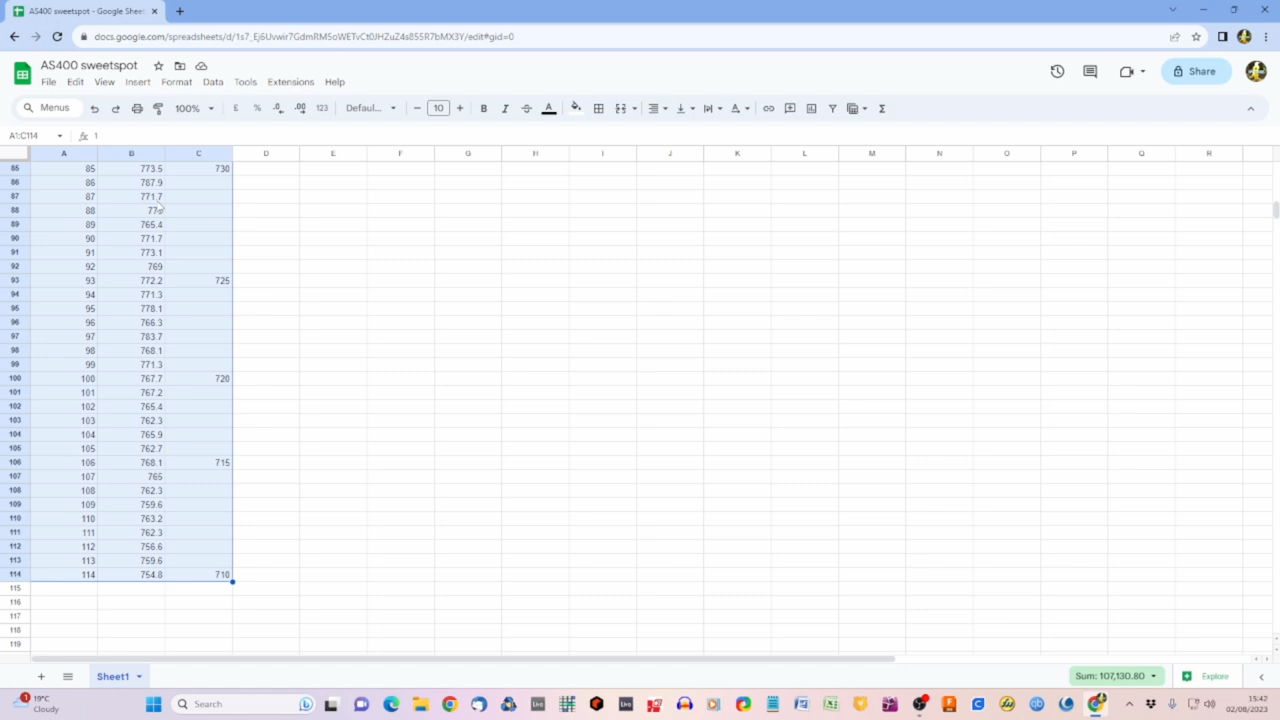 AS400 sweetspot - Google Sheet
docs.google.com/spreadsheets/d/1s7_Ej6Uvwir7GdmRM5oWETvCt0JHZuZ4s855R7bMX3Y/edit#gid=0
AS400 sweetspot
File Edit View Insert Format Data Tools Extensions Help
Share
Menus 100% £ % .0 .00 123 Defaul... 10 B I A
A1:C114 fx 1
A B C D E F G H I J K L M N O P Q R
85 85 773.5 730
86 86 787.9
87 87 771.7
88 88
89 89 765.4
90 90 771.7
91 91 773.1
92 92 769
93 93 772.2 725
94 94 771.3
95 95 778.1
96 96 766.3
97 97 783.7
98 98 768.1
99 99 771.3
100 100 767.7 720
101 101 767.2
102 102 765.4
103 103 762.3
104 104 765.9
105 105 762.7
106 106 768.1 715
107 107 765
108 108 762.3
109 109 759.6
110 110 763.2
111 111 762.3
112 112 756.6
113 113 759.6
114 114 754.8 710
115
116
117
118
119
Sheet1 Sum: 107,130.80 Explore
1 19°C
Cloudy
Search
Live
Live
15:42
02/08/2023